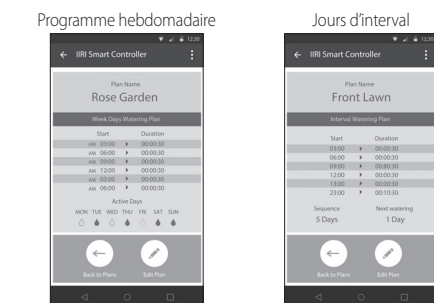 Programme hebdomadaire
12:30
IIRI Smart Controller
Plan Name
Rose Garden
Week Days Watering Plan
Start Duration
AM 03:00 00:00:30
AM 06:00 00:00:30
AM 09:00 00:00:30
AM 12:00 00:00:30
AM 03:00 00:00:30
AM 06:00 00:00:30
Active Days
MON TUE WED THU FRI SAT SUN
Back to Plans Edit Plan
Jours d’interval
12:30
IIRI Smart Controller
Plan Name
Front Lawn
Interval Watering Plan
Start Duration
03:00 00:00:30
06:00 00:00:30
09:00 00:80:30
12:00 00:00:30
13:00 00:00:30
23:00 00:10:30
Sequence Next watering
5 Days 1 Day
Back to Plans Edit Plan